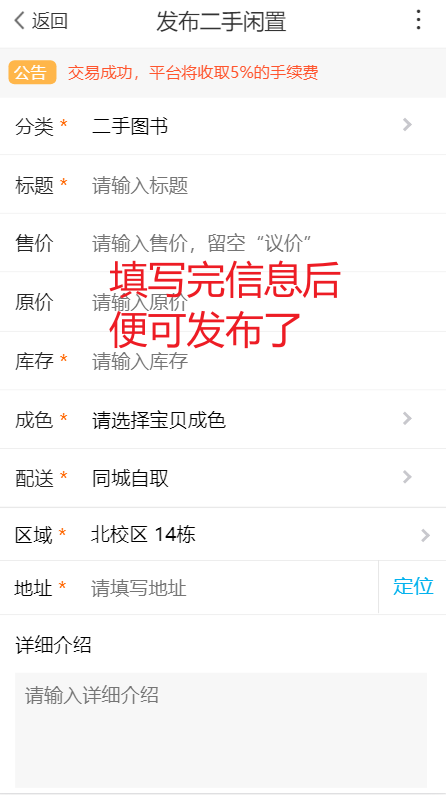 返回 发布二手闲置
公告 交易成功，平台将收取5%的手续费
分类 * 二手图书
标题 * 请输入标题
售价 请输入售价，留空“议价”
填写完信息后
原价 请输入原价
便可发布了
库存 * 请输入库存
成色 * 请选择宝贝成色
配送 * 同城自取
区域 * 北校区 14栋
地址 * 请填写地址 定位
详细介绍
请输入详细介绍